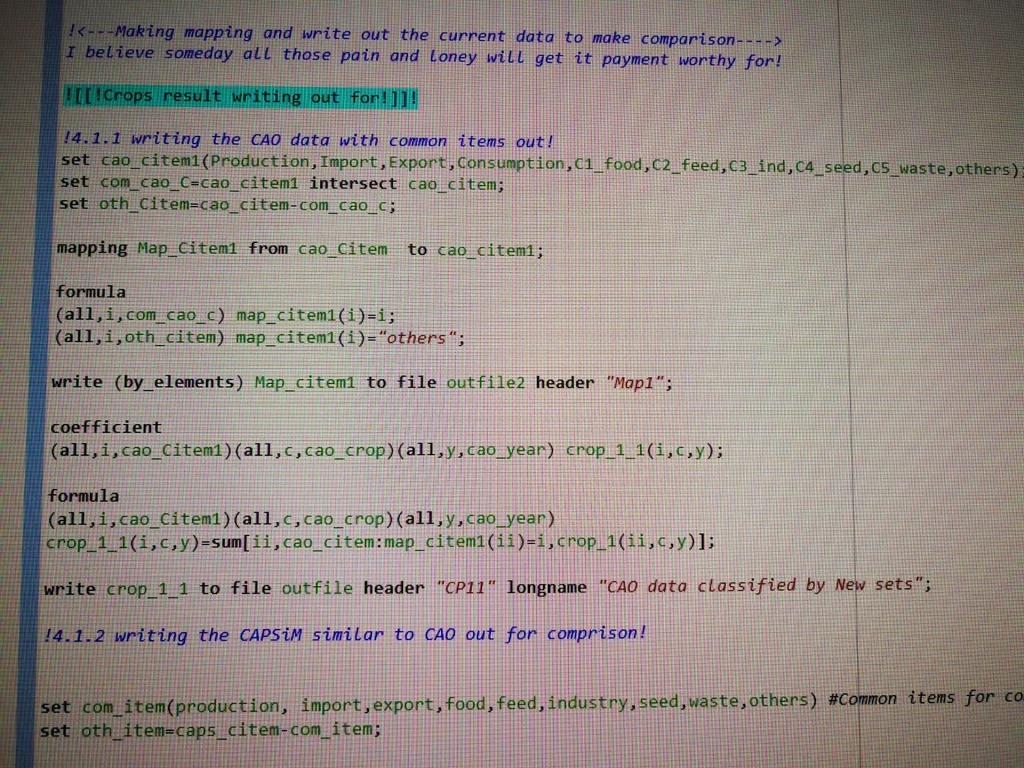 !<---Making mapping and write out the current data to make comparison---->
I believe someday all those pain and Loney will get it payment worthy for!
![[!Crops result writing out for!]]!
!4.1.1 writing the CAO data with common items out!
set cao_citem1(Production,Import,Export,Consumption,C1_food,C2_feed,C3_ind,C4_seed,C5_waste,others);
set com_cao_C=cao_citem1 intersect cao_citem;
set oth_Citem=cao_citem-com_cao_c;
mapping Map_Citem1 from cao_Citem  to cao_citem1;
formula
(all,i,com_cao_c) map_citem1(i)=i;
(all,i,oth_citem) map_citem1(i)="others";
write (by_elements) Map_citem1 to file outfile2 header "Map1";
coefficient
(all,i,cao_Citem1)(all,c,cao_crop)(all,y,cao_year) crop_1_1(i,c,y);
formula
(all,i,cao_Citem1)(all,c,cao_crop)(all,y,cao_year)
crop_1_1(i,c,y)=sum[ii,cao_citem:map_citem1(ii)=i,crop_1(ii,c,y)];
write crop_1_1 to file outfile header "CP11" longname "CAO data classified by New sets";
!4.1.2 writing the CAPSiM similar to CAO out for comprison!
set com_item(production, import,export,food,feed,industry,seed,waste,others) #Common items for co
set oth_item=caps_citem-com_item;